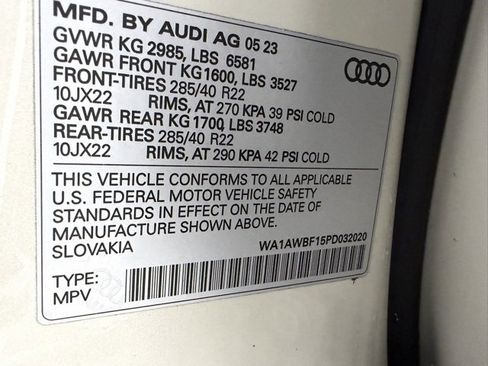 MFD. BY AUDI AG 05 23
GVWR KG 2985, LBS 6581
GAWR FRONT KG 1600, LBS 3527
FRONT-TIRES 285/40 R22
10JX22 RIMS, AT 270 KPA 39 PSI COLD
GAWR REAR KG 1700, LBS 3748
REAR-TIRES 285/40 R22
10JX22 RIMS, AT 290 KPA 42 PSI COLD
THIS VEHICLE CONFORMS TO ALL APPLICABLE
U.S. FEDERAL MOTOR VEHICLE SAFETY
STANDARDS IN EFFECT ON THE DATE OF
MANUFACTURE SHOWN ABOVE.
SLOVAKIA WA1AWBF15PD032020
TYPE:
MPV